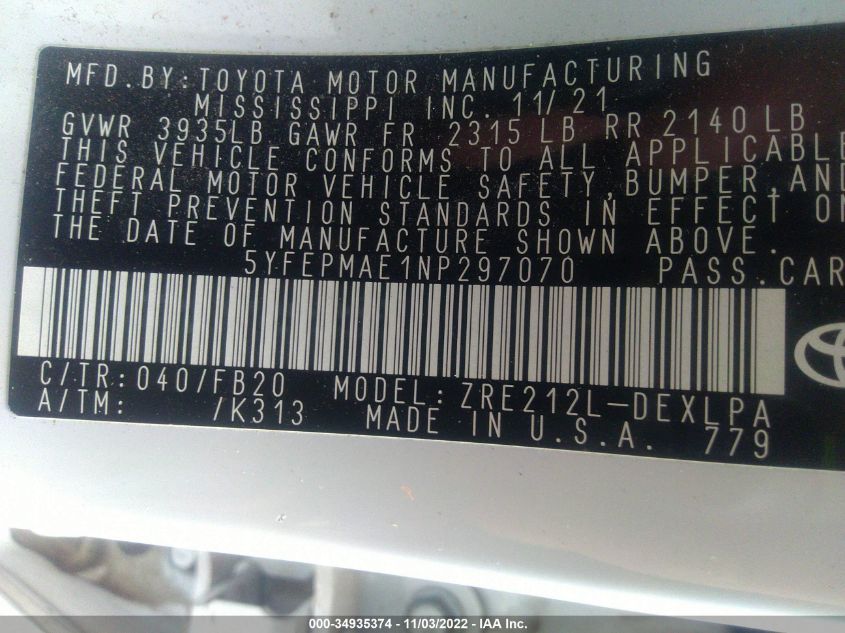 MFD.BY:TOYOTA MOTOR MANUFACTURING
MISSISSIPPI INC. 11/21
GVWR 3935LB GAWR FR 2315LB RR 2140LB
THIS VEHICLE CONFORMS TO ALL APPLICABLE
FEDERAL MOTOR VEHICLE SAFETY,BUMPER,AND
THEFT PREVENTION STANDARDS IN EFFECT ON
THE DATE OF MANUFACTURE SHOWN ABOVE.
5YFEPMAE1NP297070 PASS.CAR
C/TR:040/FB20 MODEL:ZRE212L-DEXLPA
A/TM: /K313 MADE IN U.S.A. 779
000-34935374 - 11/03/2022 - IAA Inc.